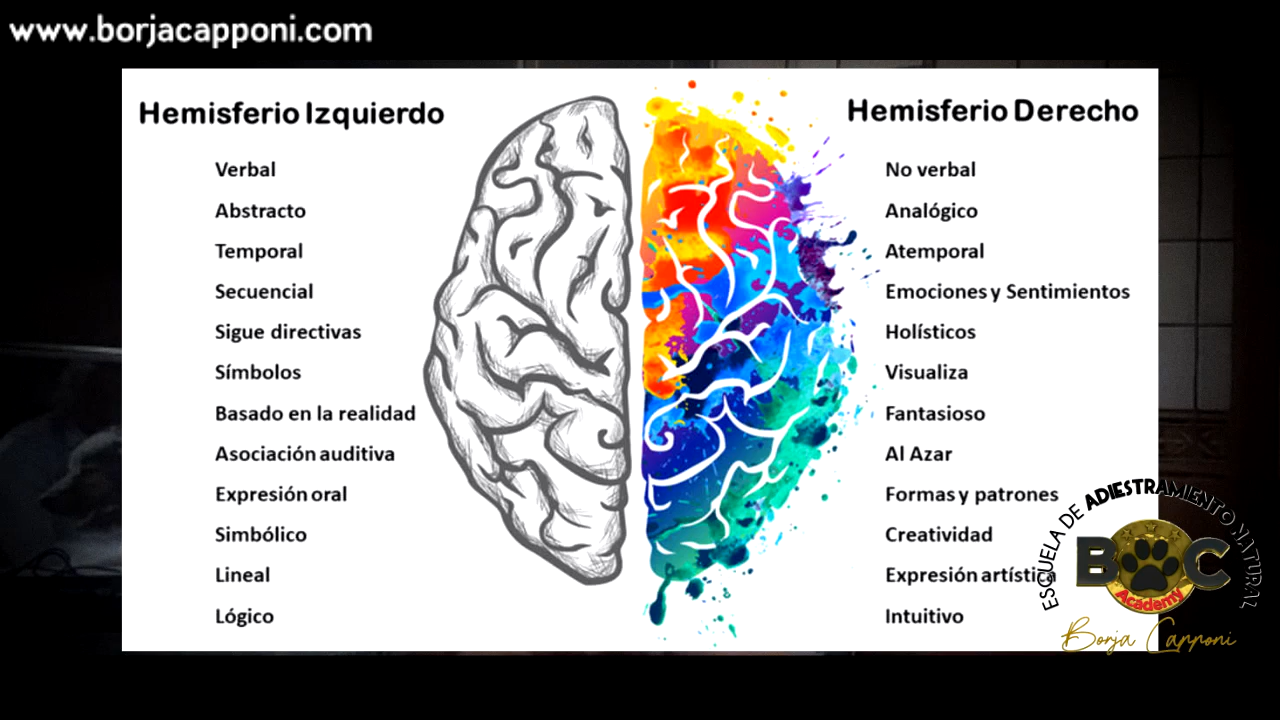 www.borjacapponi.com
Hemisferio Izquierdo
Verbal
Abstracto
Temporal
Secuencial
Sigue directivas
Símbolos
Basado en la realidad
Asociación auditiva
Expresión oral
Simbólico
Lineal
Lógico
Hemisferio Derecho
No verbal
Analógico
Atemporal
Emociones y Sentimientos
Holísticos
Visualiza
Fantasioso
Al Azar
Formas y patrones
Creatividad
Expresión artística
Intuitivo
ESCUELA DE ADIESTRAMIENTO NATURAL
B C
Academy
Borja Capponi